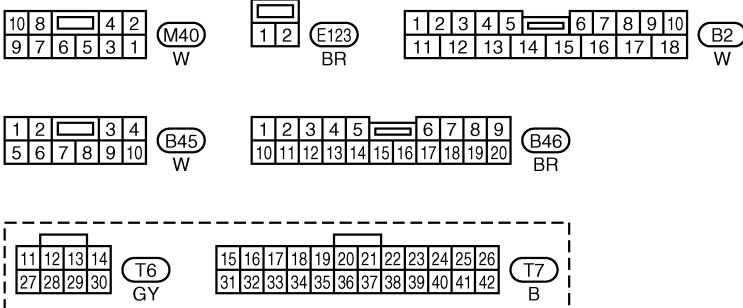 10 8 4 2
9 7 6 5 3 1
M40
W
1 2
E123
BR
1 2 3 4 5 6 7 8 9 10
11 12 13 14 15 16 17 18
B2
W
1 2 3 4
5 6 7 8 9 10
B45
W
1 2 3 4 5 6 7 8 9
10 11 12 13 14 15 16 17 18 19 20
B46
BR
11 12 13 14
27 28 29 30
T6
GY
15 16 17 18 19 20 21 22 23 24 25 26
31 32 33 34 35 36 37 38 39 40 41 42
T7
B